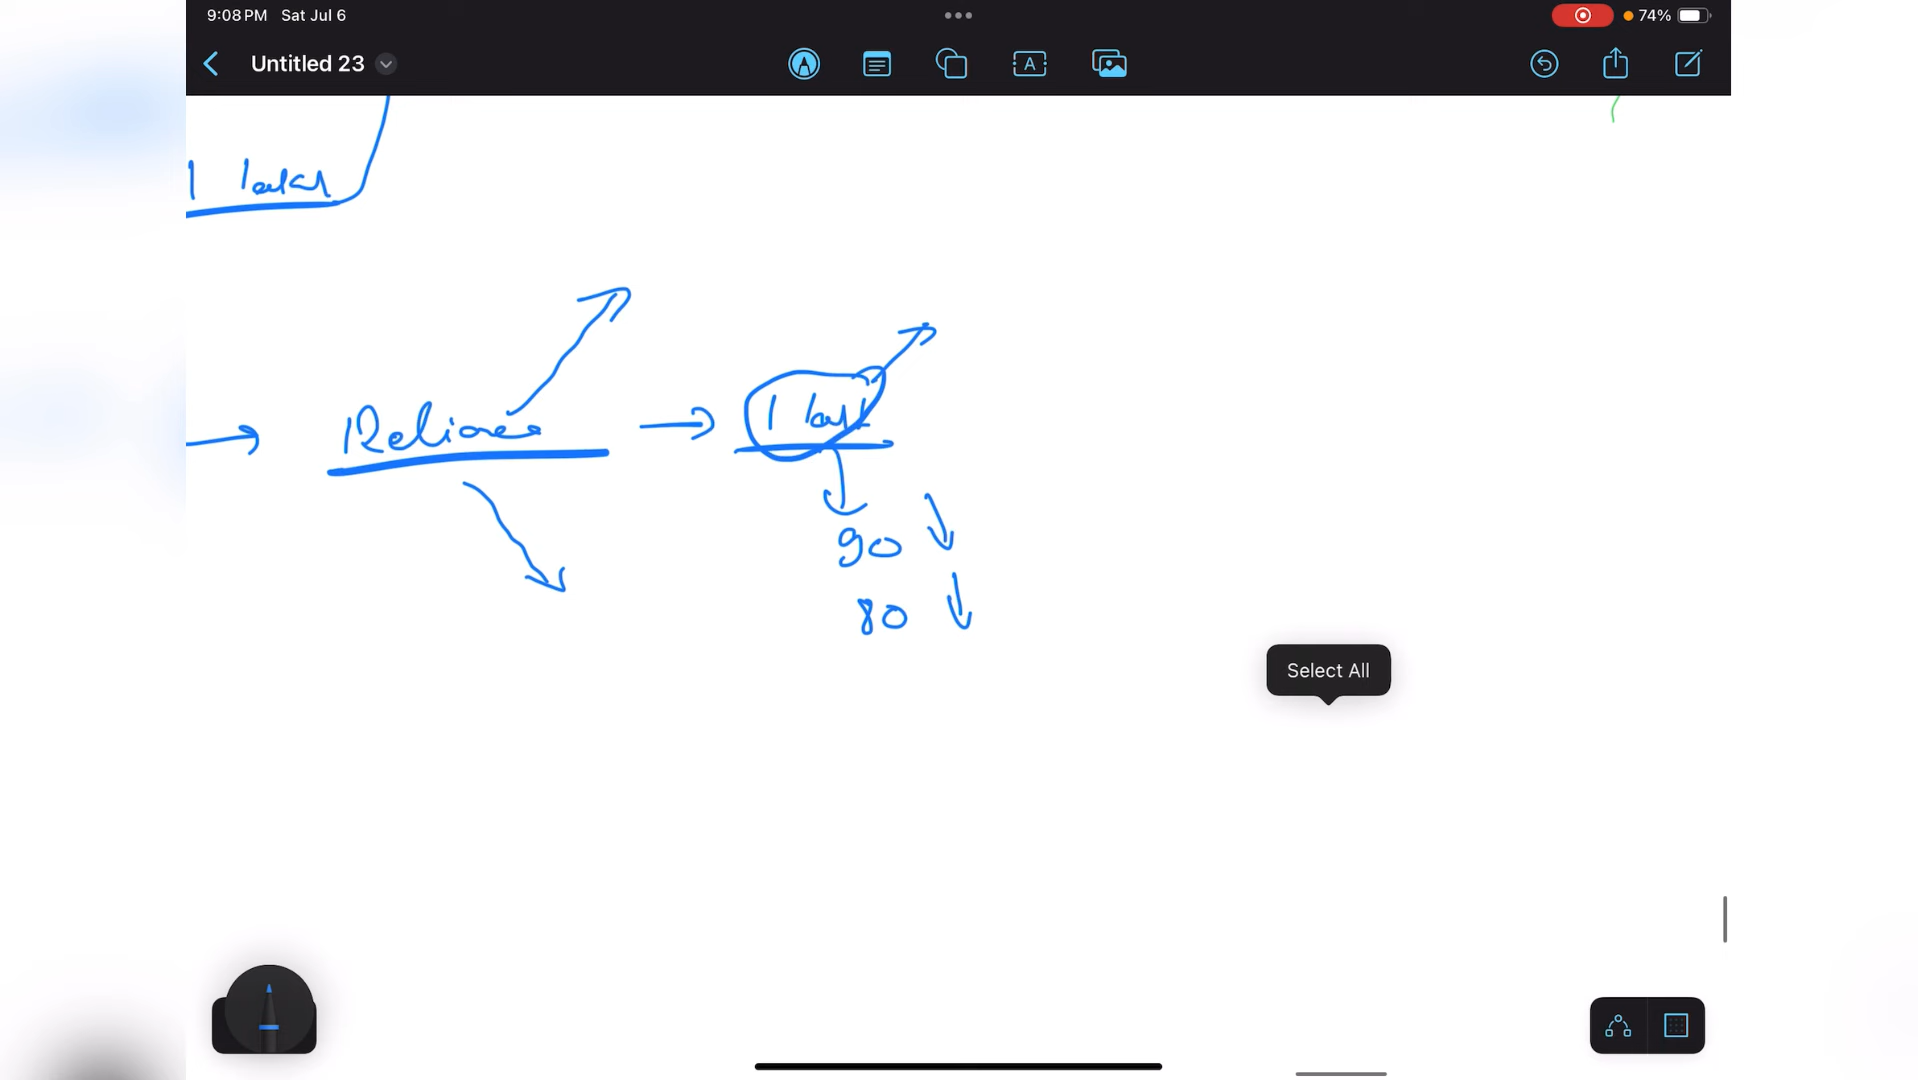 9:08 PM Sat Jul 6
74%
Untitled 23
A
1 lakh
Reliance
1 lakh
90
80
Select All